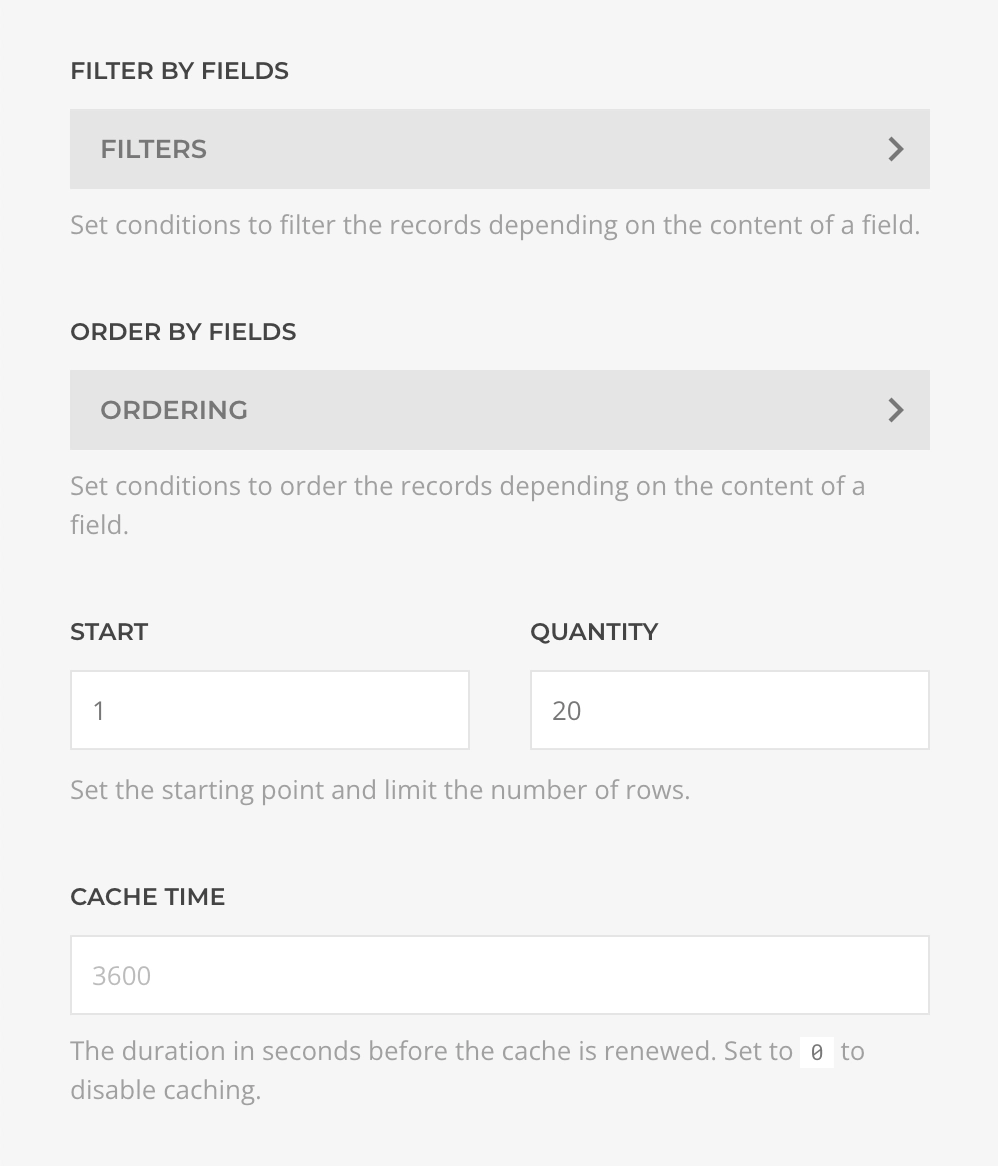 FILTER BY FIELDS
FILTERS
Set conditions to filter the records depending on the content of a field.
ORDER BY FIELDS
ORDERING
Set conditions to order the records depending on the content of a
field.
START
QUANTITY
1
20
Set the starting point and limit the number of rows.
CACHE TIME
3600
The duration in seconds before the cache is renewed. Set to 0 to
disable caching.